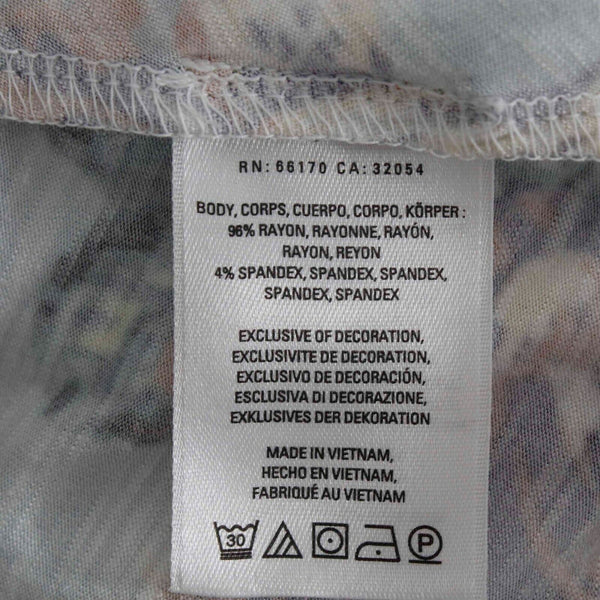 RN: 66170 CA: 32054
BODY, CORPS, CUERPO, CORPO, KÖRPER :
96% RAYON, RAYONNE, RAYÓN,
RAYON, REYON
4% SPANDEX, SPANDEX, SPANDEX,
SPANDEX, SPANDEX
EXCLUSIVE OF DECORATION,
EXCLUSIVITE DE DECORATION,
EXCLUSIVO DE DECORACIÓN,
ESCLUSIVA DI DECORAZIONE,
EXKLUSIVES DER DEKORATION
MADE IN VIETNAM,
HECHO EN VIETNAM,
FABRIQUÉ AU VIETNAM
30 P